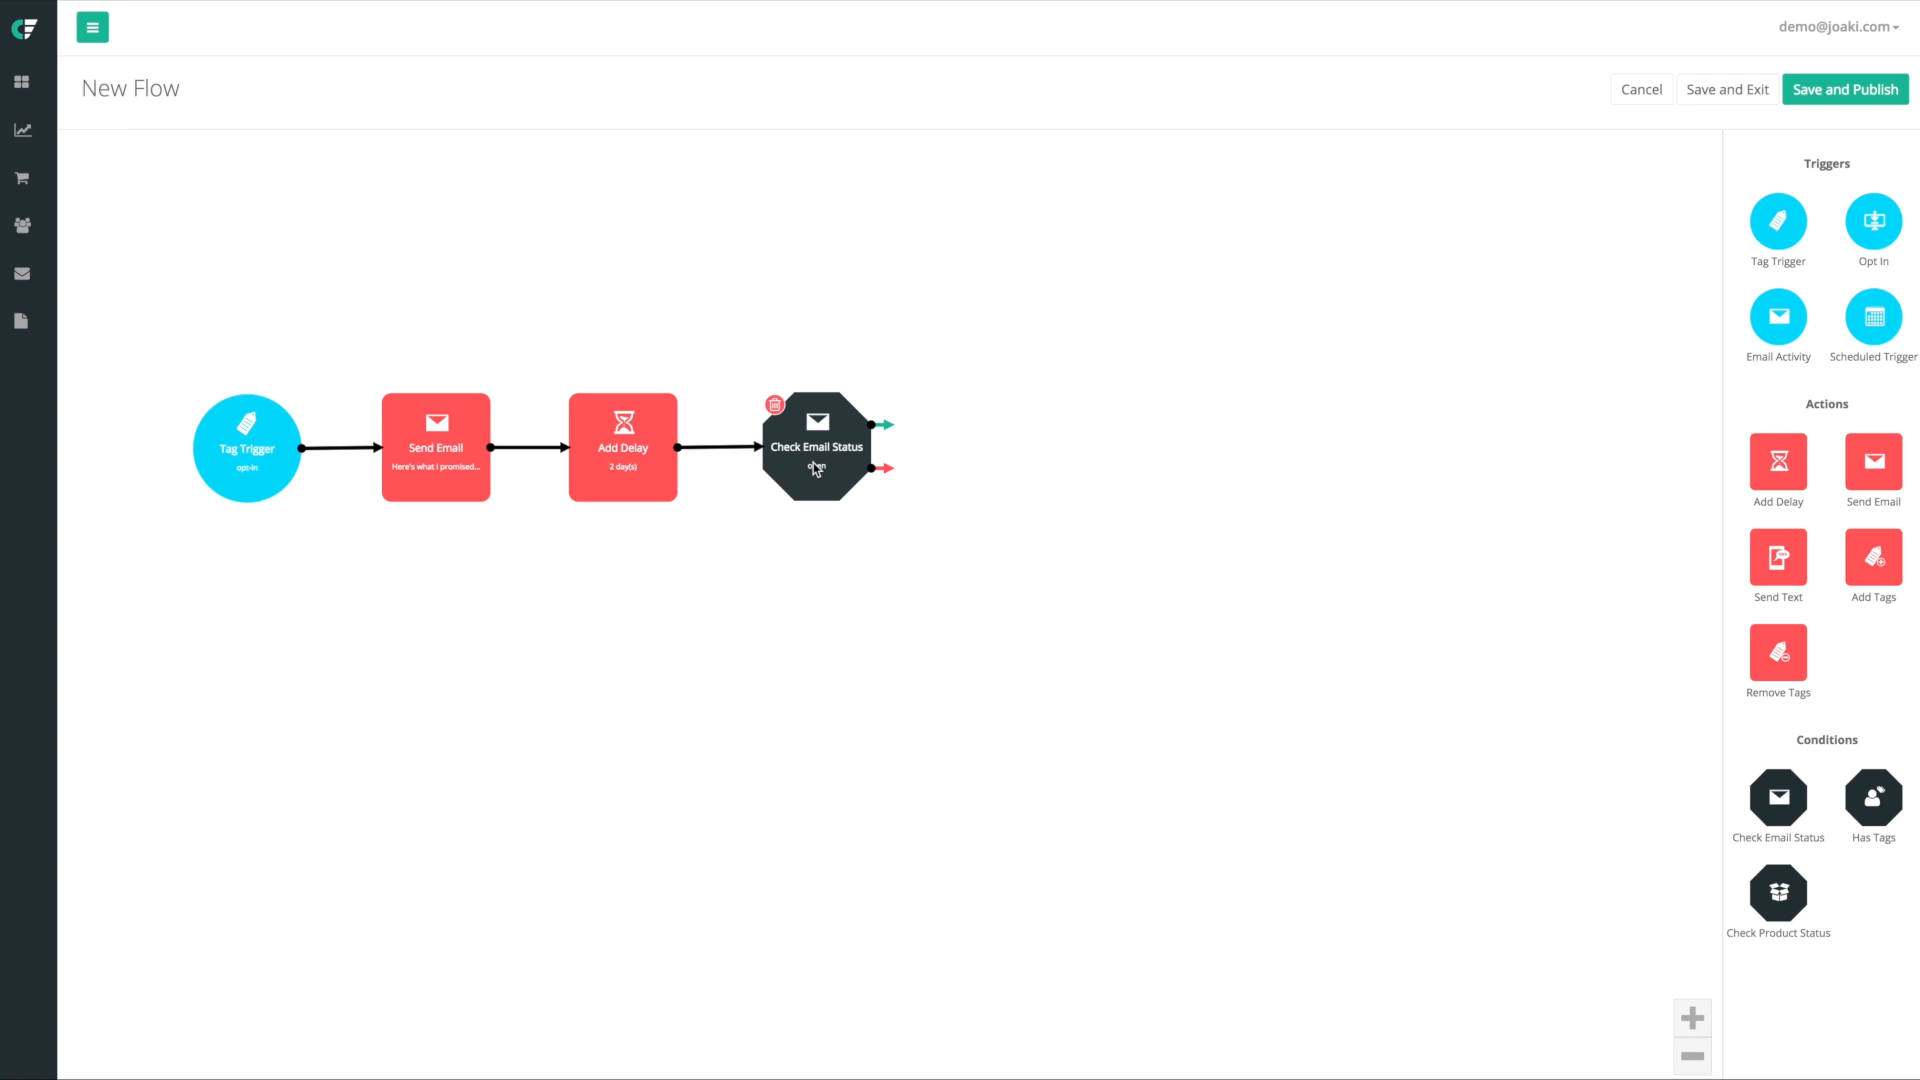 demo@joaki.com
New Flow
Cancel
Save and Exit
Save and Publish
Triggers
Tag Trigger
Opt In
Email Activity
Scheduled Trigger
Actions
Add Delay
Send Email
Send Text
Add Tags
Remove Tags
Conditions
Check Email Status
Has Tags
Check Product Status
Tag Trigger
opt-in
Send Email
Here's what i promised...
Add Delay
2 day(s)
Check Email Status